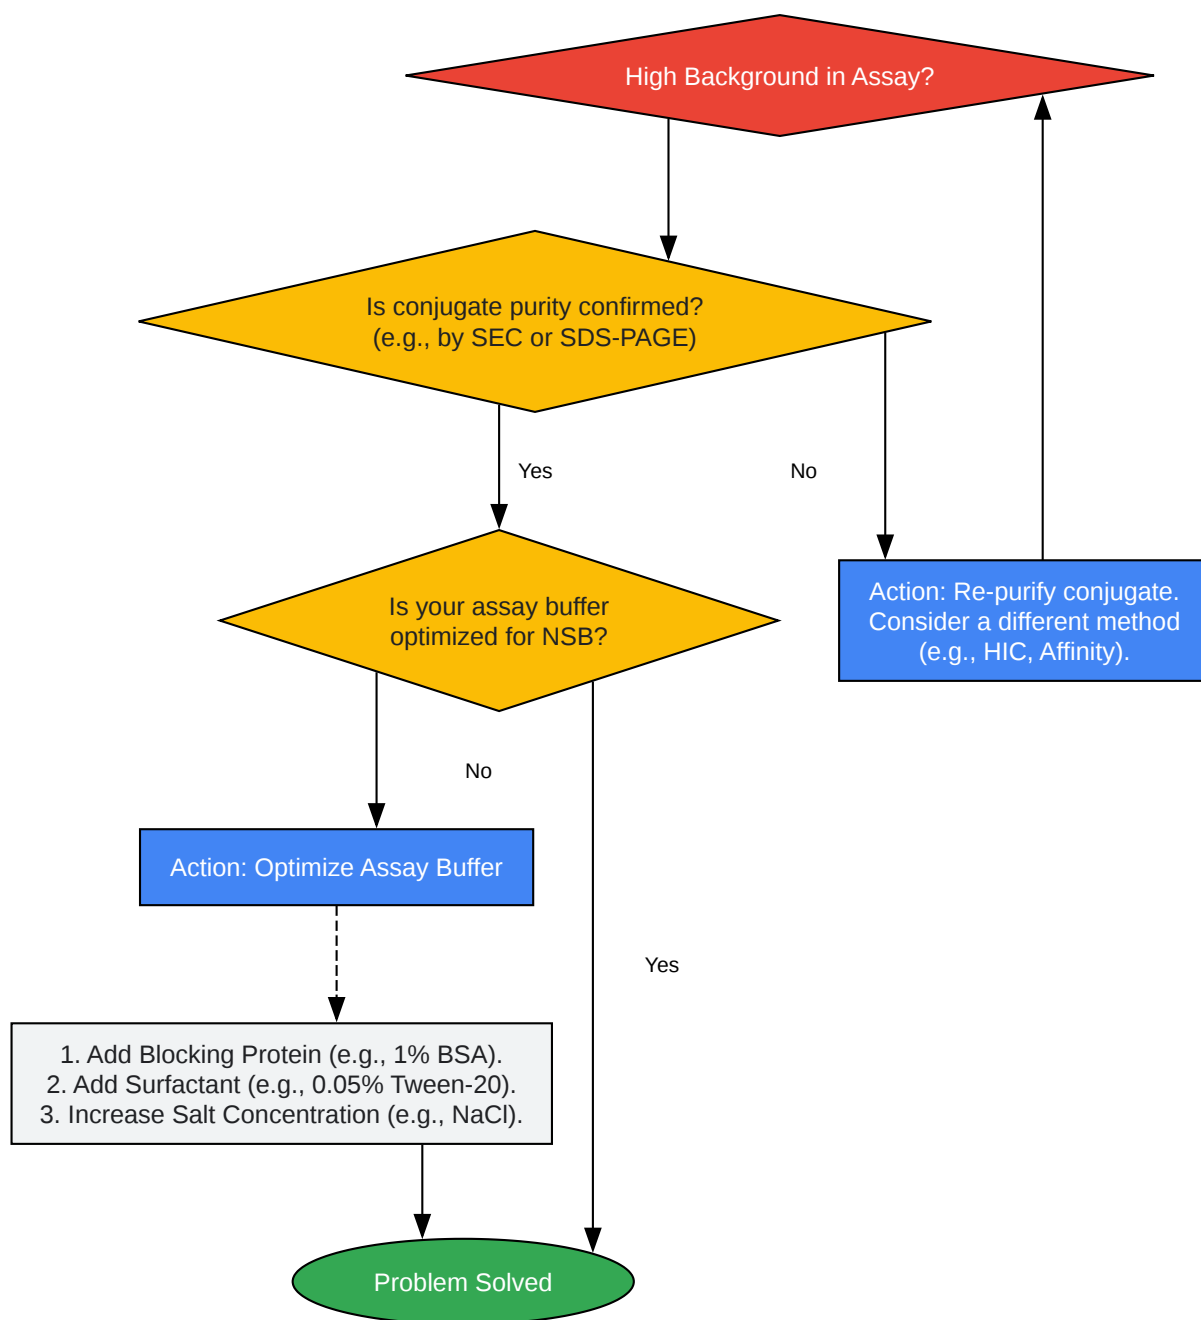 High Background in Assay?
Is conjugate purity confirmed?
(e.g., by SEC or SDS-PAGE)
Yes
No
Is your assay buffer
optimized for NSB?
Action: Re-purify conjugate.
Consider a different method
(e.g., HIC, Affinity).
No
Action: Optimize Assay Buffer
Yes
1. Add Blocking Protein (e.g., 1% BSA).
2. Add Surfactant (e.g., 0.05% Tween-20).
3. Increase Salt Concentration (e.g., NaCl).
Problem Solved